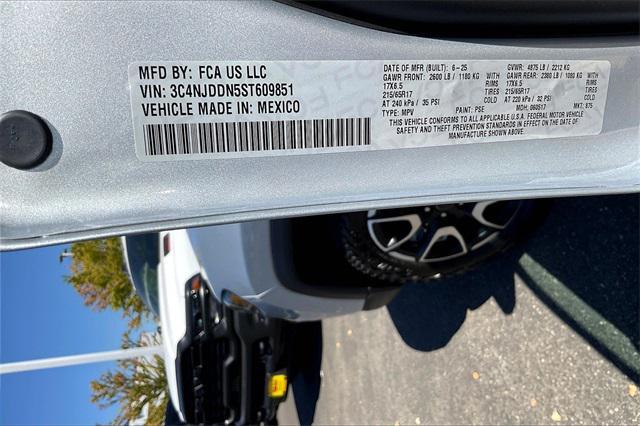 MFD BY: FCA US LLC
VIN: 3C4NJDDN5ST609851
VEHICLE MADE IN: MEXICO
DATE OF MFR (BUILT): 6-25 GVWR: 4875 LB / 2212 KG
GAWR FRONT: 2600 LB / 1180 KG WITH GAWR REAR: 2380 LB / 1080 KG WITH
17X6.5 RIMS 17X6.5 RIMS
215/65R17 TIRES 215/65R17 TIRES
AT 240 kPa / 35 PSI COLD AT 220 kPa / 32 PSI COLD
TYPE: MPV PAINT: PSE MDH: 060517 MKT: 875
THIS VEHICLE CONFORMS TO ALL APPLICABLE U.S.A. FEDERAL MOTOR VEHICLE
SAFETY AND THEFT PREVENTION STANDARDS IN EFFECT ON THE DATE OF
MANUFACTURE SHOWN ABOVE.